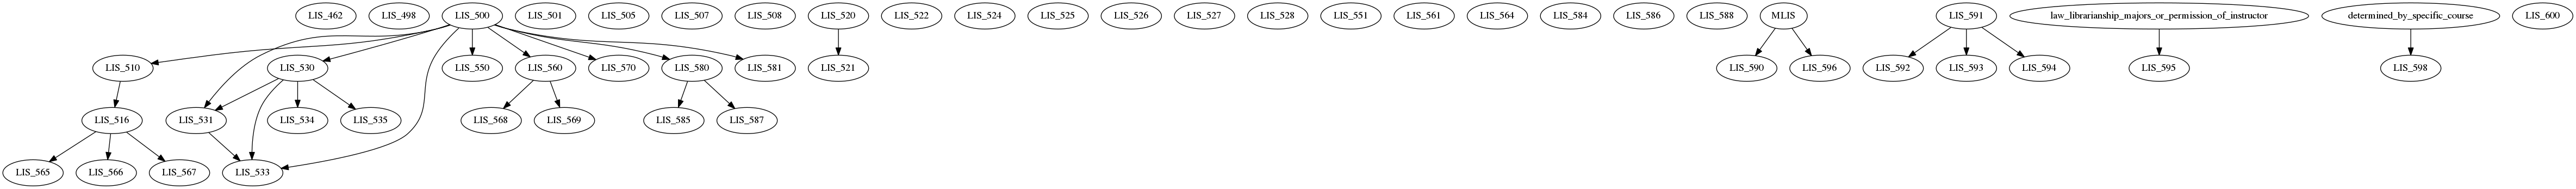 LIS_462
LIS_498
LIS_500
LIS_501
LIS_505
LIS_507
LIS_508
LIS_520
LIS_522
LIS_524
LIS_525
LIS_526
LIS_527
LIS_528
LIS_551
LIS_561
LIS_564
LIS_584
LIS_586
LIS_588
MLIS
LIS_591
law_librarianship_majors_or_permission_of_instructor
determined_by_specific_course
LIS_600
LIS_510
LIS_530
LIS_550
LIS_560
LIS_570
LIS_580
LIS_581
LIS_521
LIS_590
LIS_596
LIS_592
LIS_593
LIS_594
LIS_595
LIS_598
LIS_516
LIS_531
LIS_534
LIS_535
LIS_568
LIS_569
LIS_585
LIS_587
LIS_565
LIS_566
LIS_567
LIS_533